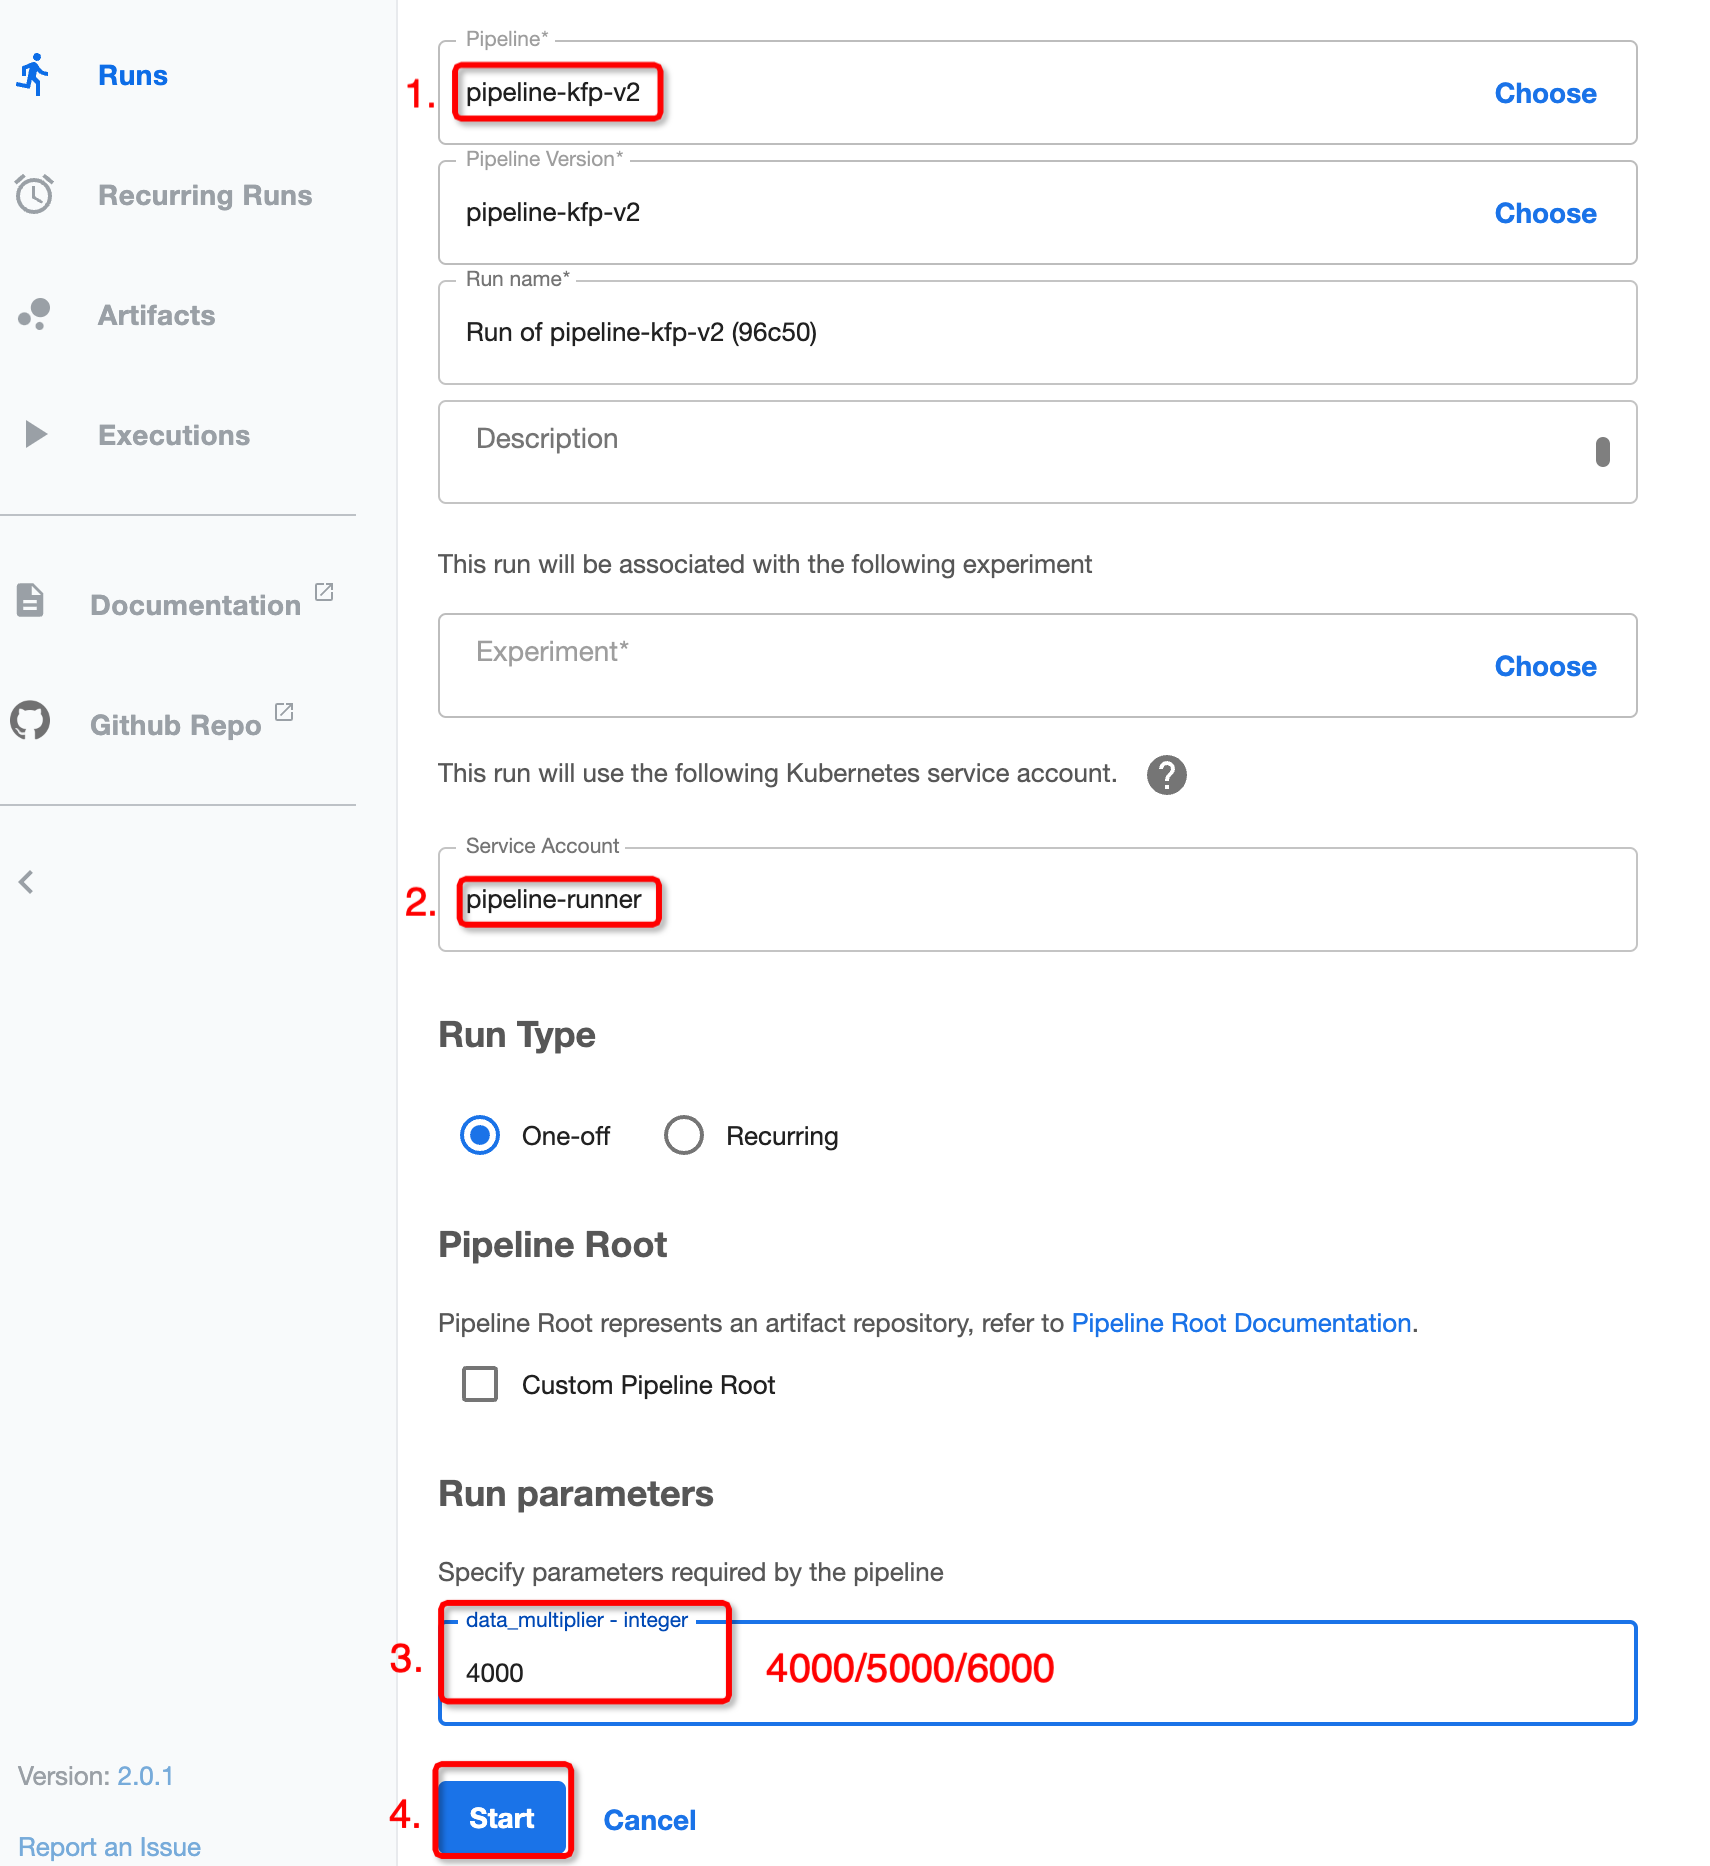 Runs
Recurring Runs
Artifacts
Executions
Documentation
Github Repo
Version: 2.0.1
Report an Issue
Pipeline*
1. pipeline-kfp-v2 Choose
Pipeline Version*
pipeline-kfp-v2 Choose
Run name*
Run of pipeline-kfp-v2 (96c50)
Description
This run will be associated with the following experiment
Experiment* Choose
This run will use the following Kubernetes service account. ?
Service Account
2. pipeline-runner
Run Type
One-off Recurring
Pipeline Root
Pipeline Root represents an artifact repository, refer to Pipeline Root Documentation.
Custom Pipeline Root
Run parameters
Specify parameters required by the pipeline
data_multiplier - integer
3. 4000 4000/5000/6000
4. Start Cancel